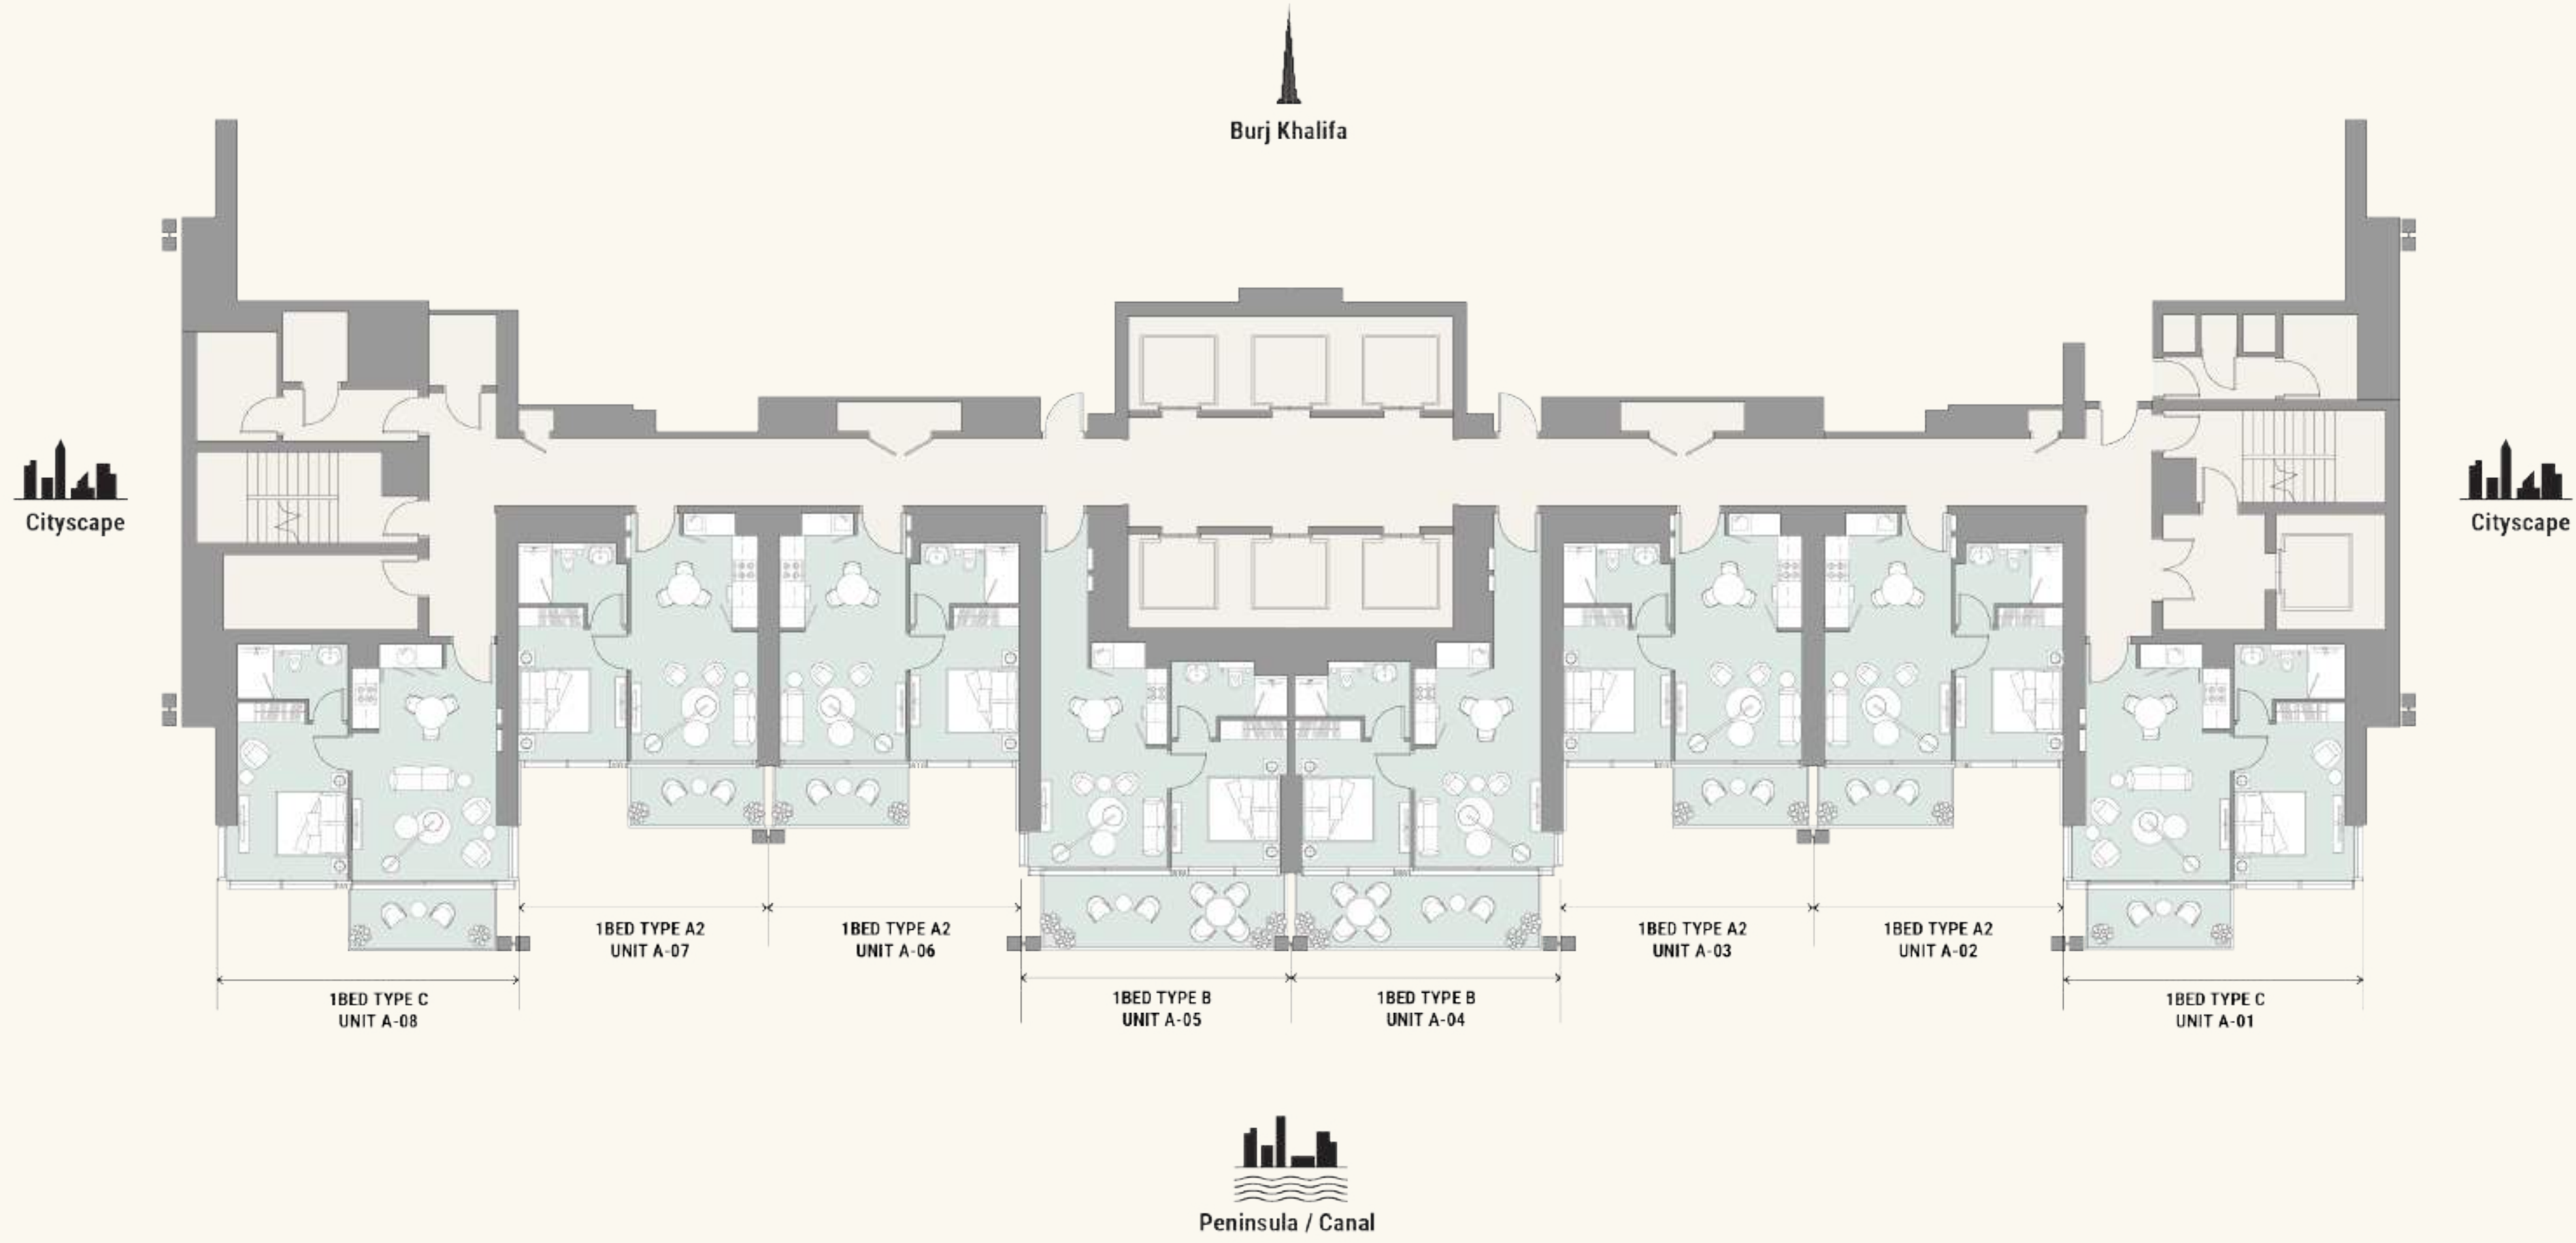 Burj Khalifa
Cityscape
Cityscape
1BED TYPE A2
UNIT A-07
1BED TYPE A2
UNIT A-06
1BED TYPE A2
UNIT A-03
1BED TYPE A2
UNIT A-02
1BED TYPE C
UNIT A-08
1BED TYPE B
UNIT A-05
1BED TYPE B
UNIT A-04
1BED TYPE C
UNIT A-01
Peninsula / Canal